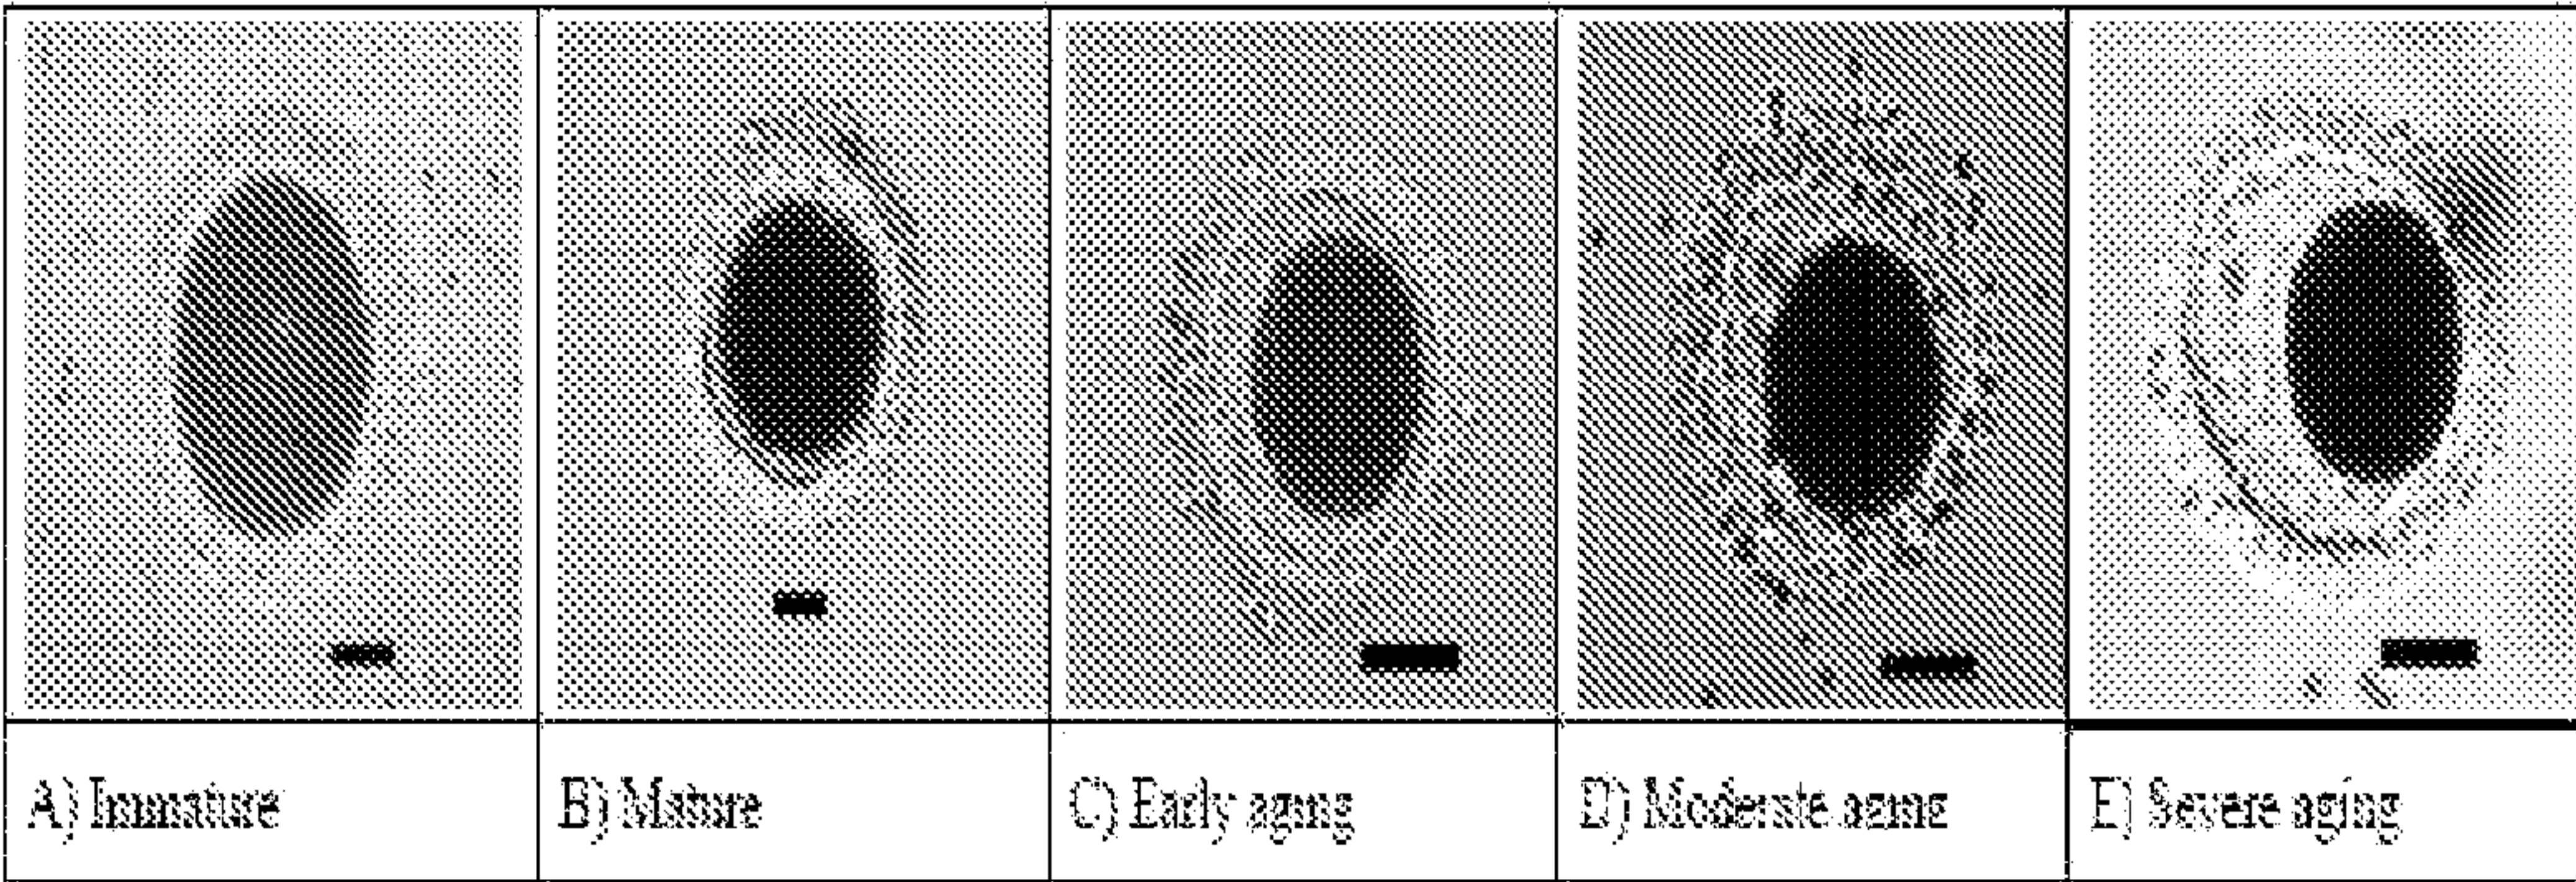 A) Immature
B) Mature
C) Early aging
D) Moderate aging
E) Severe aging